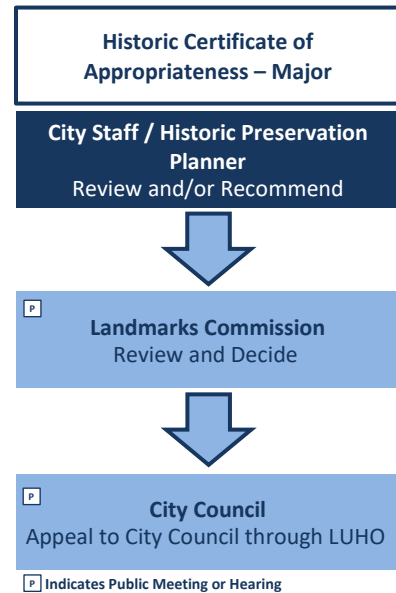 Historic Certificate of
Appropriateness – Major
City Staff / Historic Preservation
Planner
Review and/or Recommend
P
Landmarks Commission
Review and Decide
P
City Council
Appeal to City Council through LUHO
P Indicates Public Meeting or Hearing